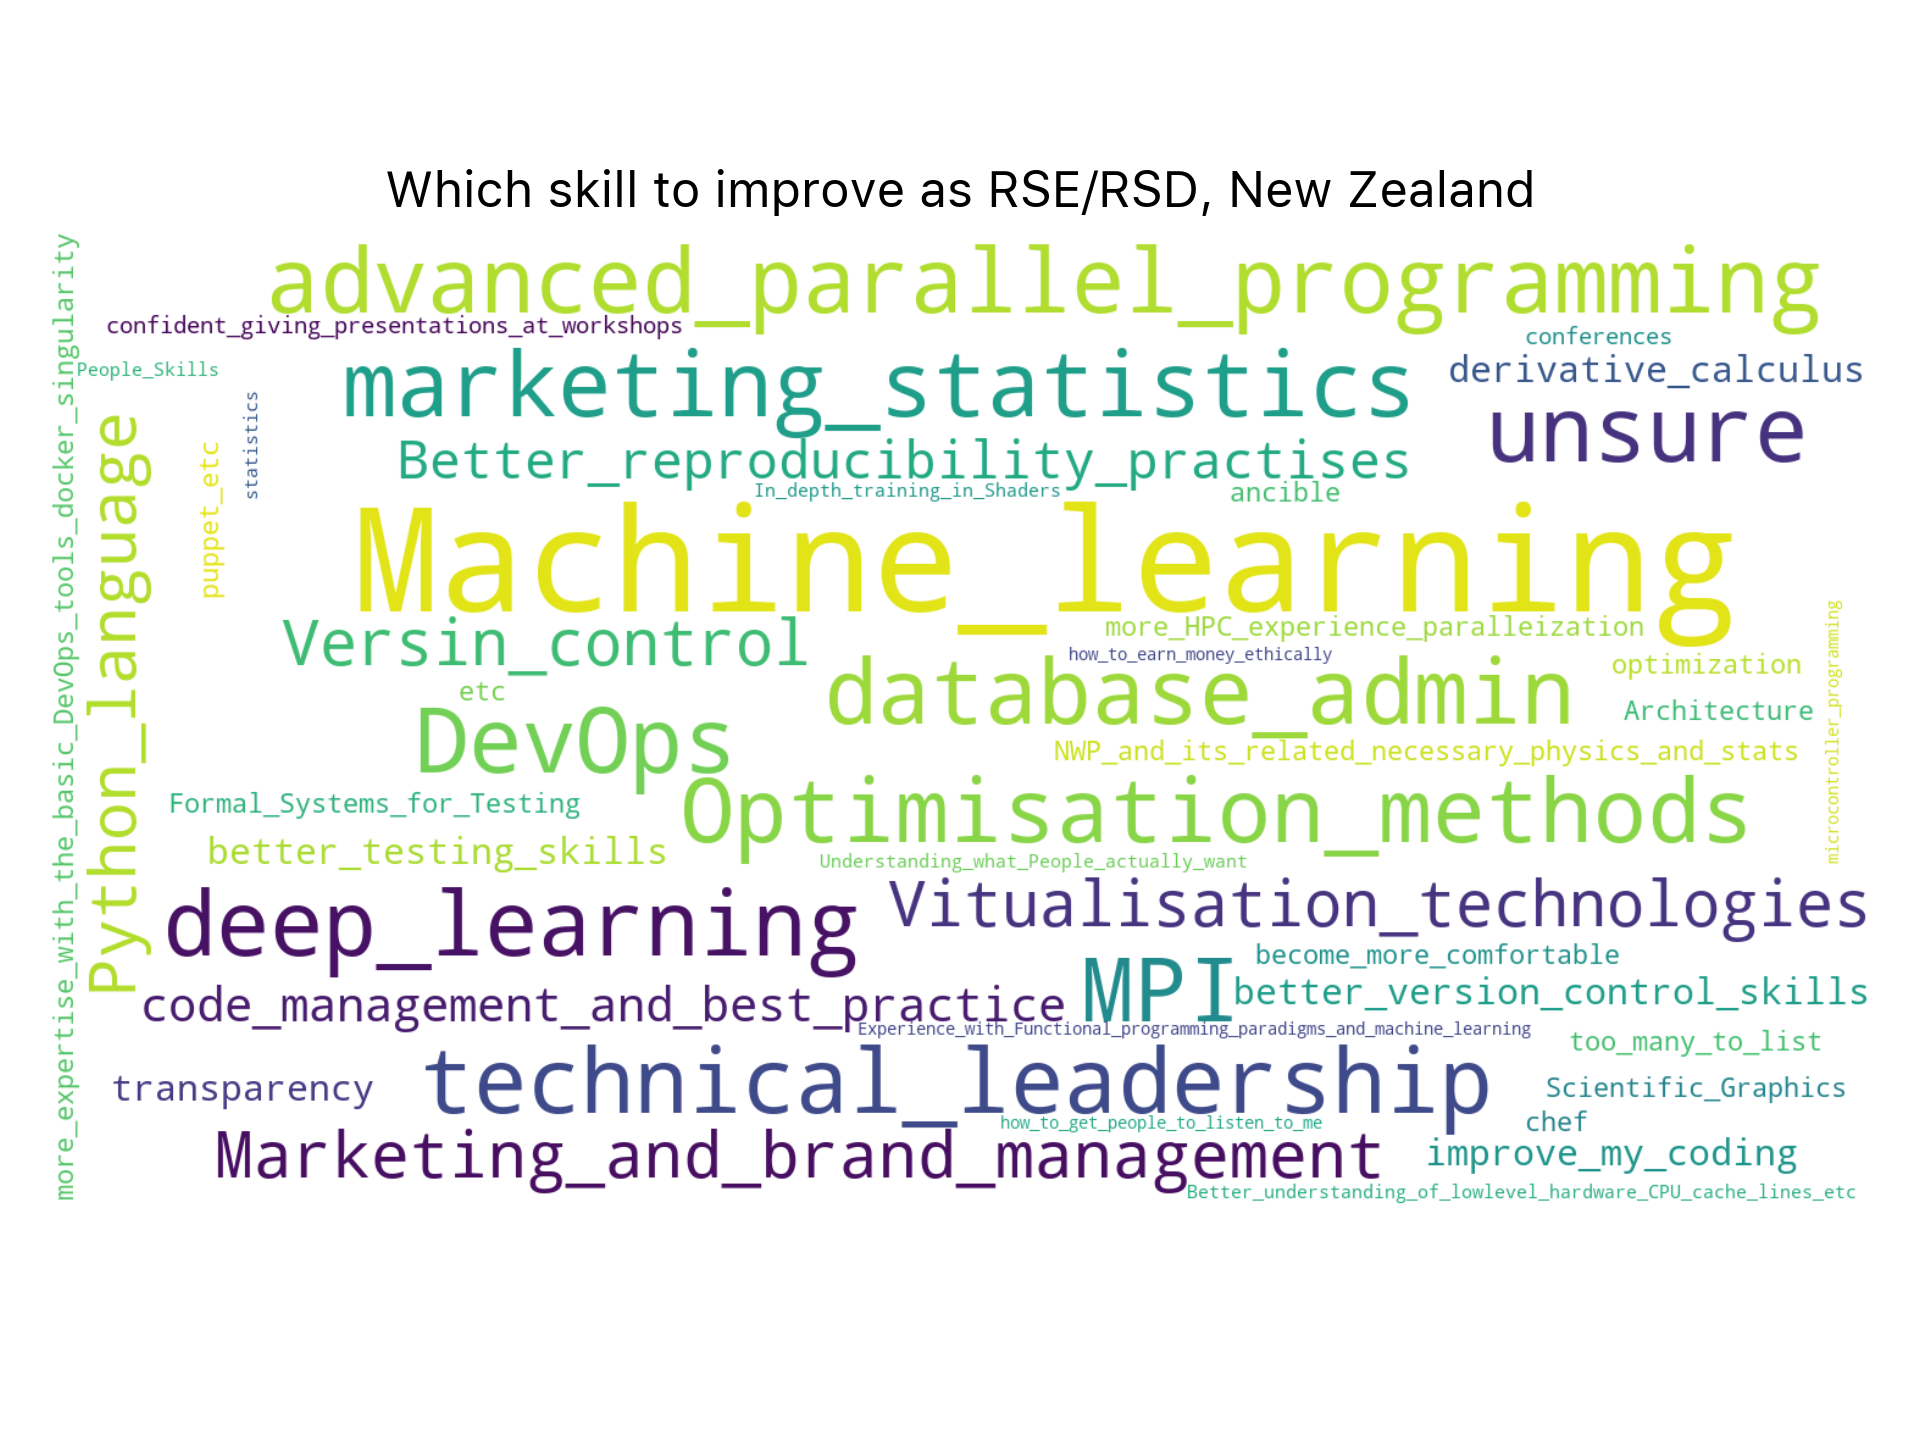 Which skill to improve as RSE/RSD, New Zealand
more_expertise_with_the_basic_DevOps_tools_docker_singularity
advanced_parallel_programming
confident_giving_presentations_at_workshops
conferences
People_Skills
marketing_statistics
derivative_calculus
statistics
Python_language
unsure
puppet_etc
Better_reproducibility_practises
In_depth_training_in_Shaders
ancible
Machine_learning
Versin_control
more_HPC_experience_paralleization
microcontroller_programming
how_to_earn_money_ethically
optimization
etc
database_admin
Architecture
DevOps
NWP_and_its_related_necessary_physics_and_stats
Formal_Systems_for_Testing
Optimisation_methods
better_testing_skills
Understanding_what_People_actually_want
deep_learning
Vitualisation_technologies
become_more_comfortable
MPI
better_version_control_skills
code_management_and_best_practice
Experience_with_Functional_programming_paradigms_and_machine_learning
too_many_to_list
transparency
technical_leadership
Scientific_Graphics
how_to_get_people_to_listen_to_me
chef
Marketing_and_brand_management
improve_my_coding
Better_understanding_of_lowlevel_hardware_CPU_cache_lines_etc